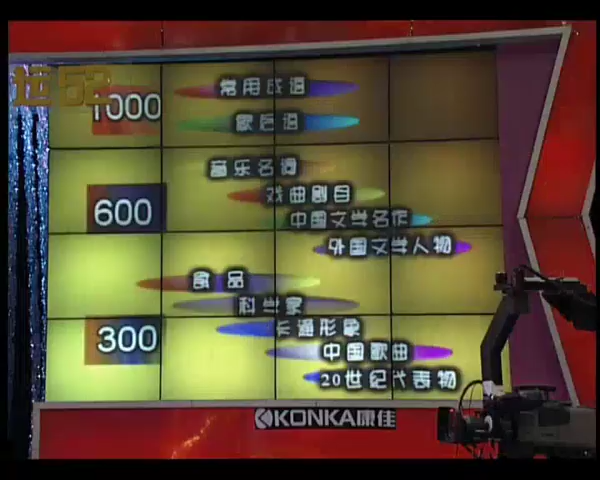 坛52
1000
常用成语
歇后语
音乐名词
戏曲剧目
600
中国文学名作
外国文学人物
食品
科学家
卡通形象
300
中国歌曲
20世纪代表物
KONKA康佳